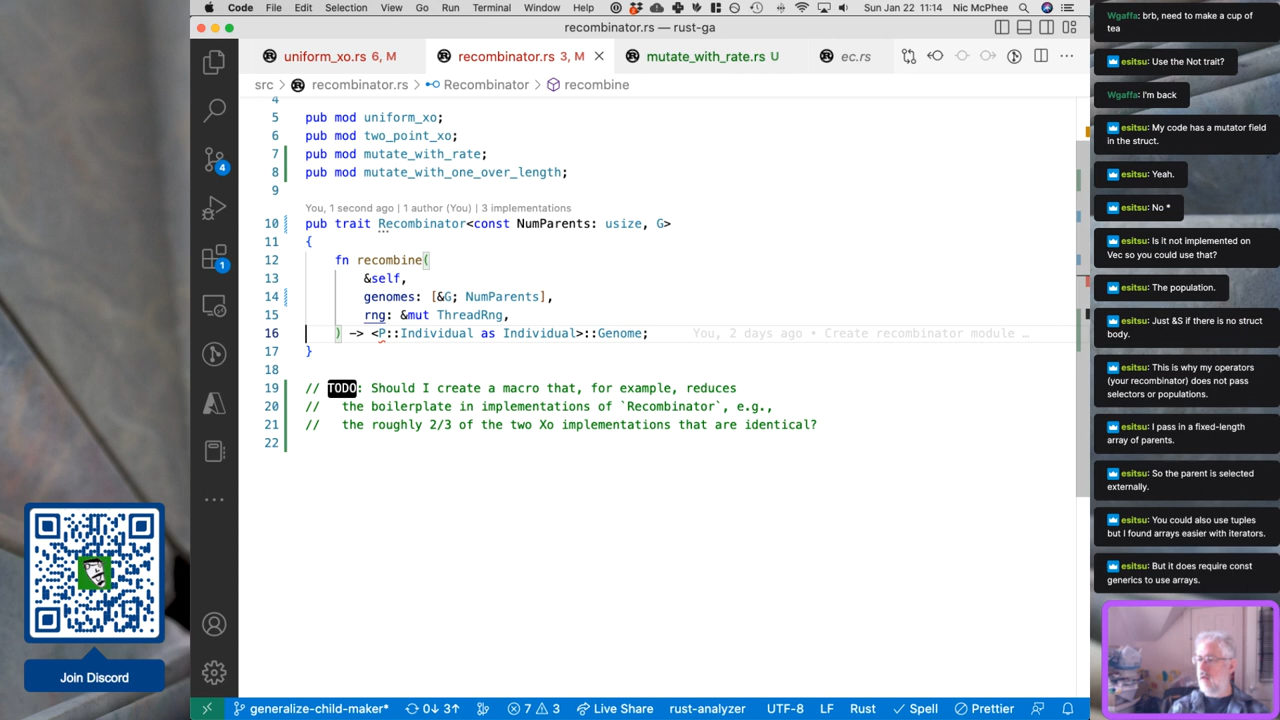 Code File Edit Selection View Go Run Terminal Window Help Sun Jan 22 11:14 Nic McPhee
recombinator.rs — rust-ga
uniform_xo.rs 6, M
recombinator.rs 3, M
mutate_with_rate.rs U
ec.rs
src > recombinator.rs > Recombinator > recombine
4
5 pub mod uniform_xo;
6 pub mod two_point_xo;
7 pub mod mutate_with_rate;
8 pub mod mutate_with_one_over_length;
9
You, 1 second ago | 1 author (You) | 3 implementations
10 pub trait Recombinator<const NumParents: usize, G>
11 {
12 fn recombine(
13 &self,
14 genomes: [&G; NumParents],
15 rng: &mut ThreadRng,
16 ) -> <P::Individual as Individual>::Genome; You, 2 days ago • Create recombinator module …
17 }
18
19 // TODO: Should I create a macro that, for example, reduces
20 // the boilerplate in implementations of `Recombinator`, e.g.,
21 // the roughly 2/3 of the two Xo implementations that are identical?
22
4
1
Join Discord
generalize-child-maker* 0↓ 3↑ 7 3 Live Share rust-analyzer UTF-8 LF Rust Spell Prettier
Wgaffa: brb, need to make a cup of
tea
esitsu: Use the Not trait?
Wgaffa: I'm back
esitsu: My code has a mutator field
in the struct.
esitsu: Yeah.
esitsu: No *
esitsu: Is it not implemented on
Vec so you could use that?
esitsu: The population.
esitsu: Just &S if there is no struct
body.
esitsu: This is why my operators
(your recombinator) does not pass
selectors or populations.
esitsu: I pass in a fixed-length
array of parents.
esitsu: So the parent is selected
externally.
esitsu: You could also use tuples
but I found arrays easier with iterators.
esitsu: But it does require const
generics to use arrays.